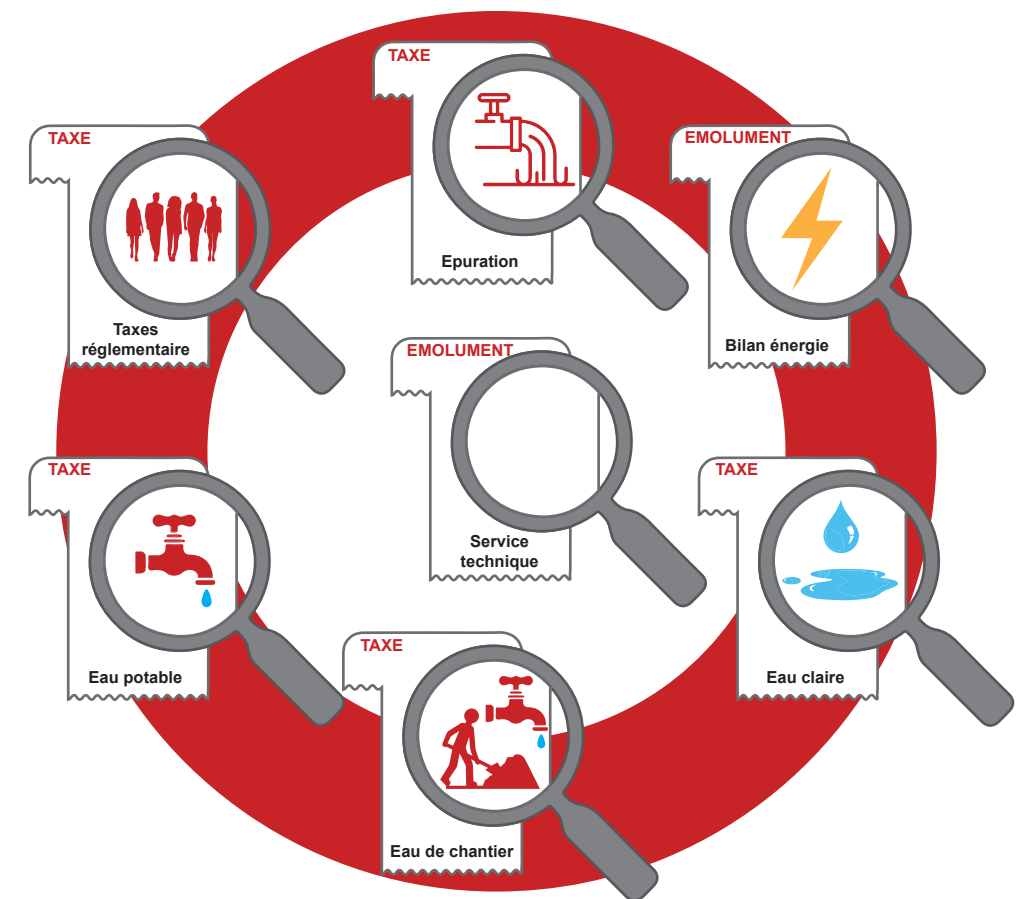 TAXE
Epuration
TAXE
Taxes
réglementaire
EMOLUMENT
Bilan énergie
EMOLUMENT
Service
technique
TAXE
Eau potable
TAXE
Eau claire
TAXE
Eau de chantier